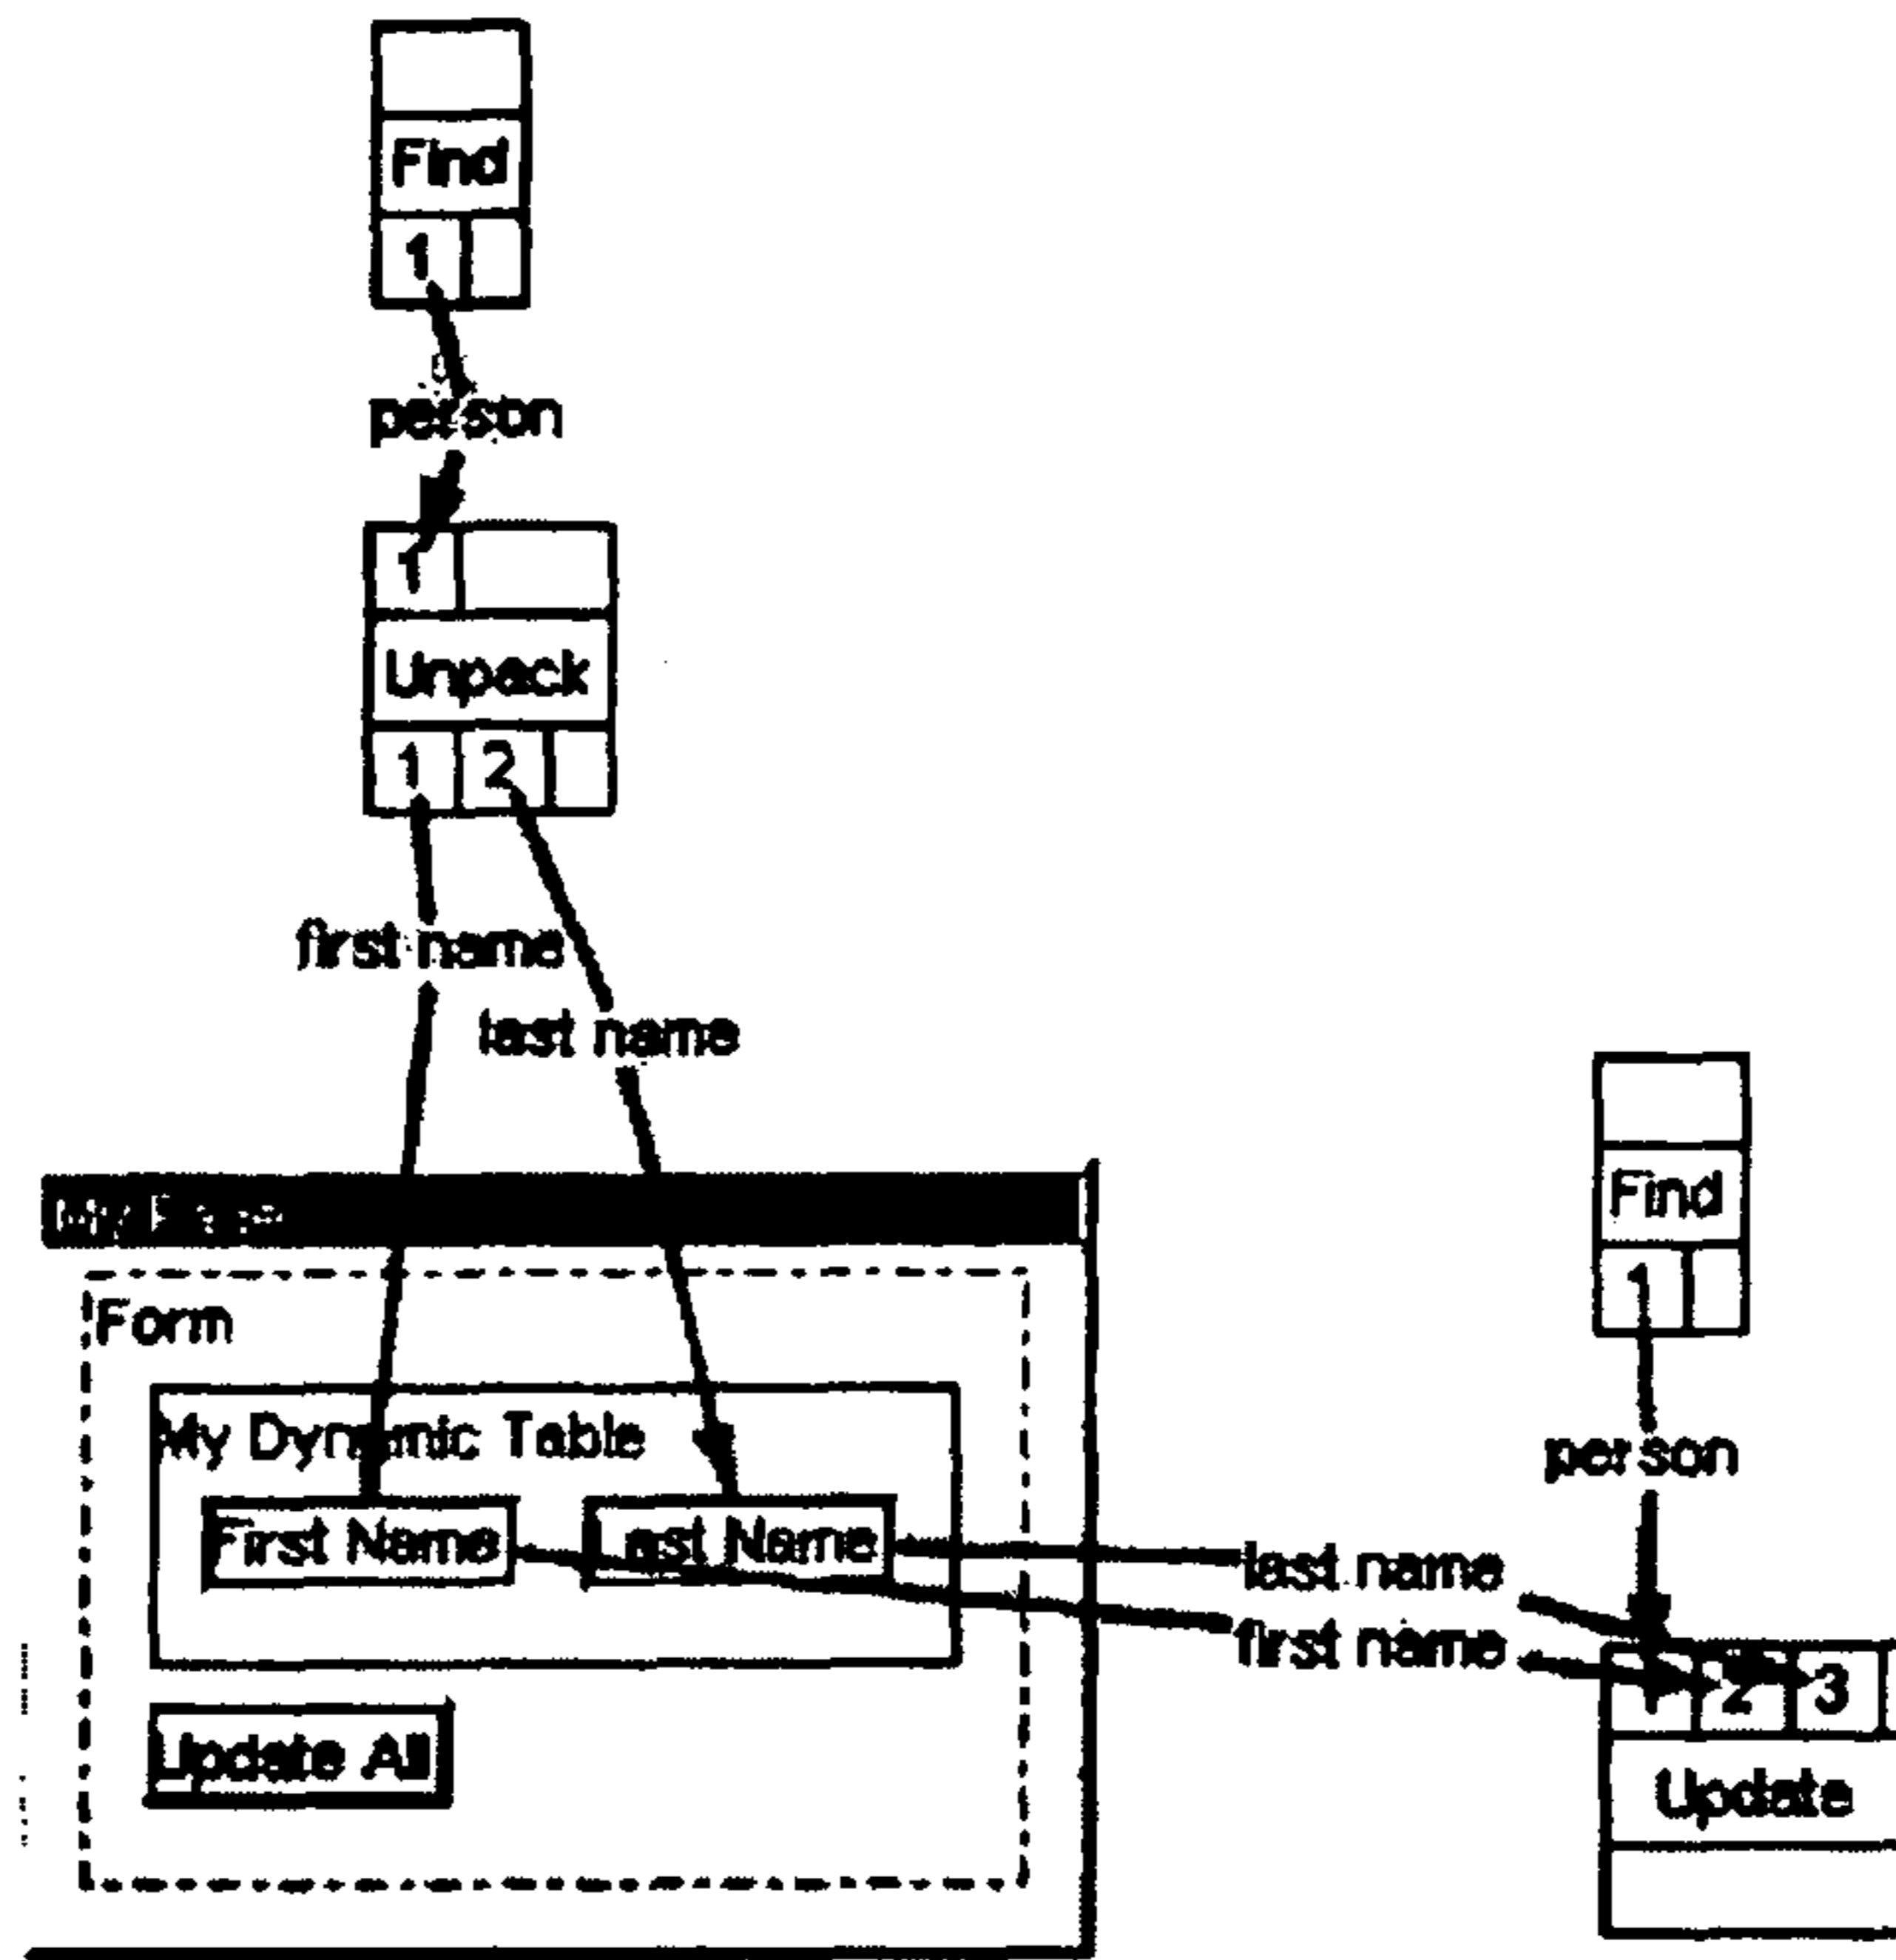 Find
1
person
1
Unpack
1 2
first name
last name
Form
My Dynamic Table
First Name Last Name
Update All
Find
1
person
last name
first name
1 2 3
Update